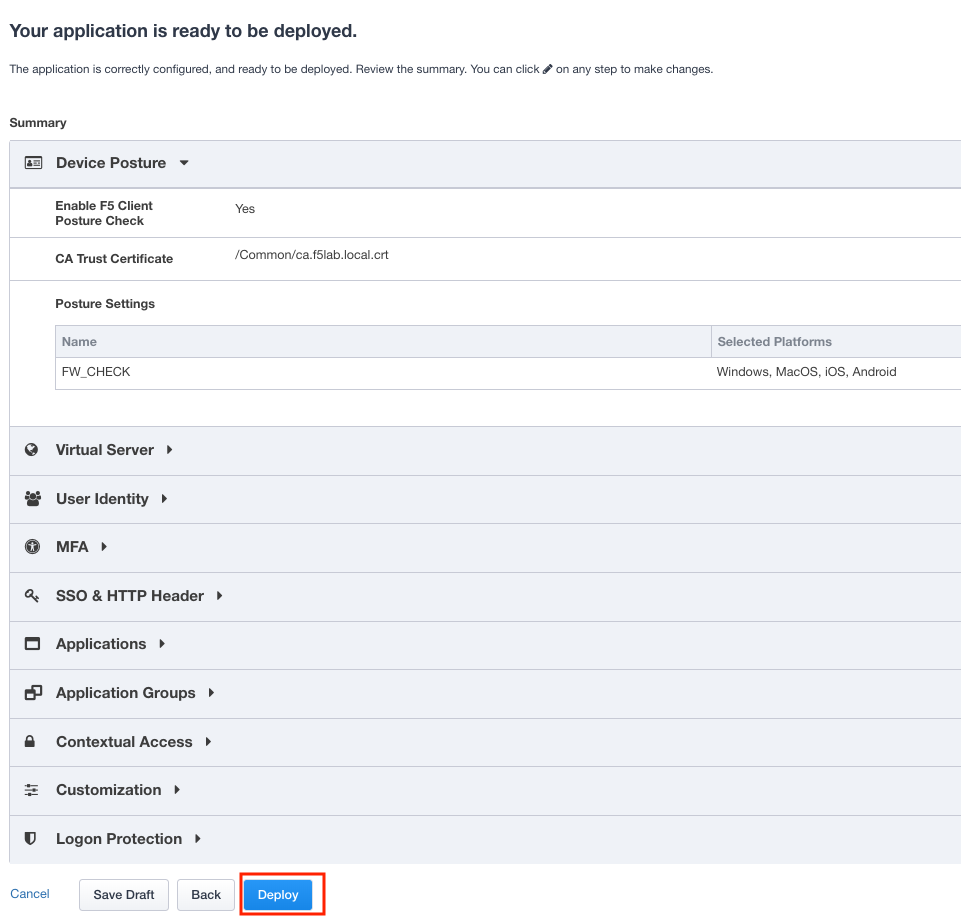 Your application is ready to be deployed.
The application is correctly configured, and ready to be deployed. Review the summary. You can click on any step to make changes.
Summary
Device Posture
Enable F5 Client
Posture Check
Yes
CA Trust Certificate
/Common/ca.f5lab.local.crt
Posture Settings
Name
Selected Platforms
FW_CHECK
Windows, MacOS, iOS, Android
Virtual Server
User Identity
MFA
SSO & HTTP Header
Applications
Application Groups
Contextual Access
Customization
Logon Protection
Cancel
Save Draft
Back
Deploy